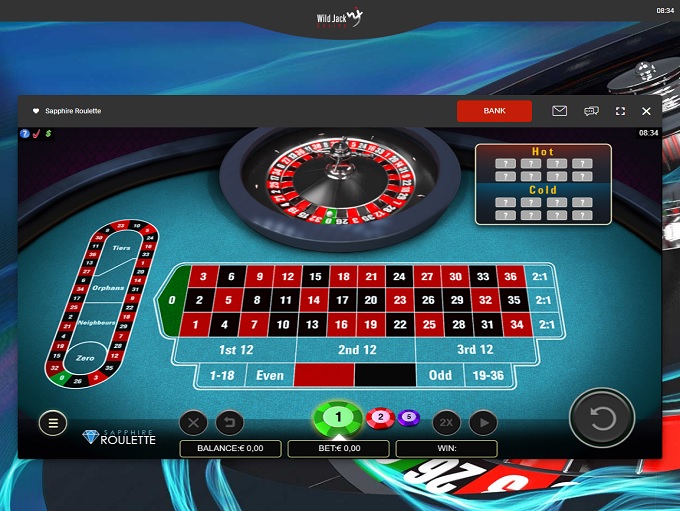 08:34
Wild Jack
Sapphire Roulette
BANK
08:34
? $
Hot
? ? ? ?
? ? ? ?
Cold
? ? ? ?
? ? ? ?
Tiers
Orphans
Neighbours
Zero
3 6 9 12 15 18 21 24 27 30 33 36 2:1
0 2 5 8 11 14 17 20 23 26 29 32 35 2:1
1 4 7 10 13 16 19 22 25 28 31 34 2:1
1st 12 2nd 12 3rd 12
1-18 Even Odd 19-36
1 2 5 2X
SAPPHIRE
ROULETTE
BALANCE:€ 0,00 BET:€ 0,00 WIN:
26